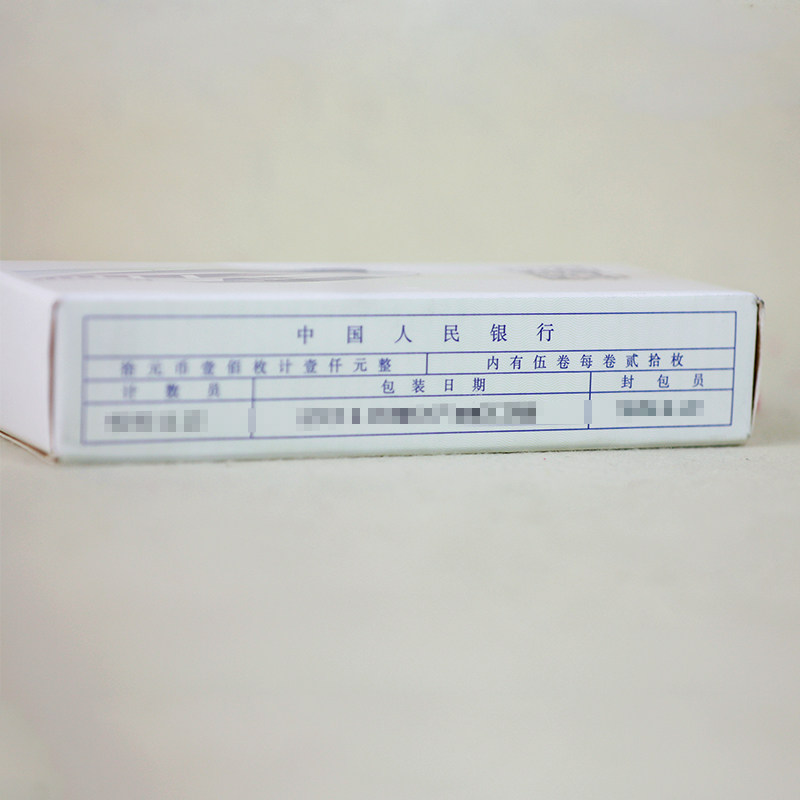 中国人民银行
拾元币壹佰枚计壹仟元整 内有伍卷每卷贰拾枚
计数员 包装日期 封包员